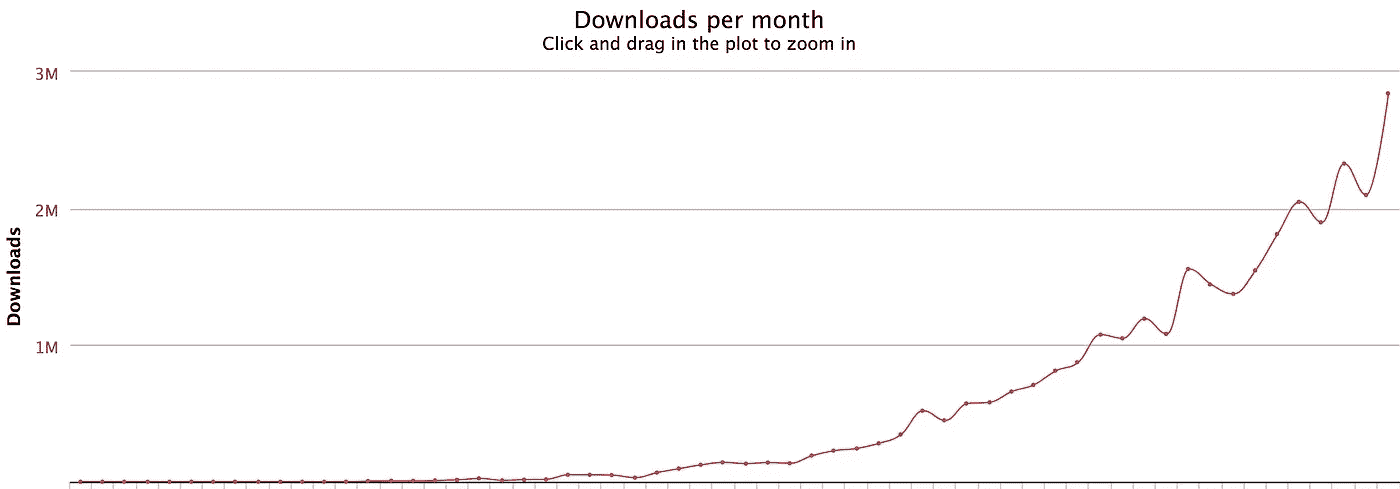 Downloads per month
Click and drag in the plot to zoom in
3M
2M
Downloads
1M